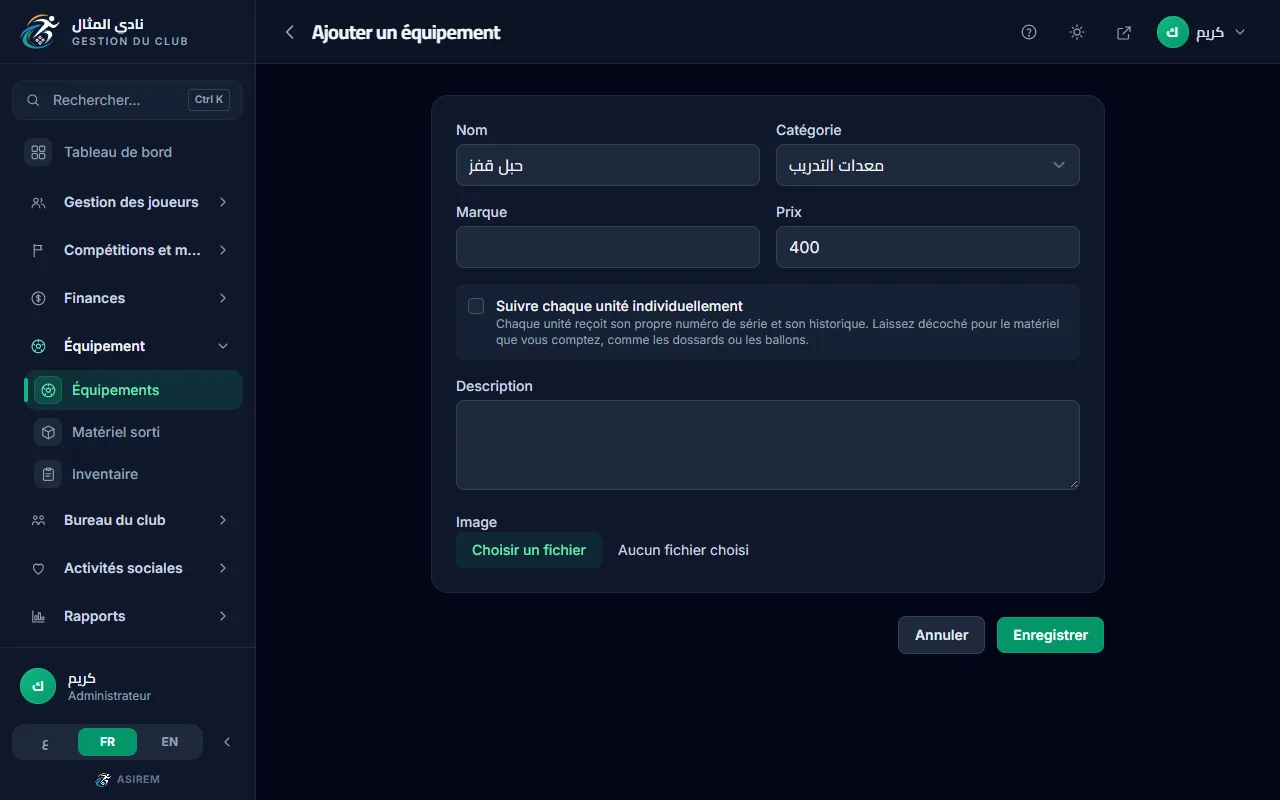 نادي المثال
GESTION DU CLUB
Rechercher...
Ctrl K
Tableau de bord
Gestion des joueurs
Compétitions et m...
Finances
Équipement
Équipements
Matériel sorti
Inventaire
Bureau du club
Activités sociales
Rapports
ك
كريم
Administrateur
ع
FR
EN
ASIREM
Ajouter un équipement
ك
كريم
Nom
Catégorie
حبل قفز
معدات التدريب
Marque
Prix
400
Suivre chaque unité individuellement
Chaque unité reçoit son propre numéro de série et son historique. Laissez décoché pour le matériel
que vous comptez, comme les dossards ou les ballons.
Description
Image
Choisir un fichier
Aucun fichier choisi
Annuler
Enregistrer